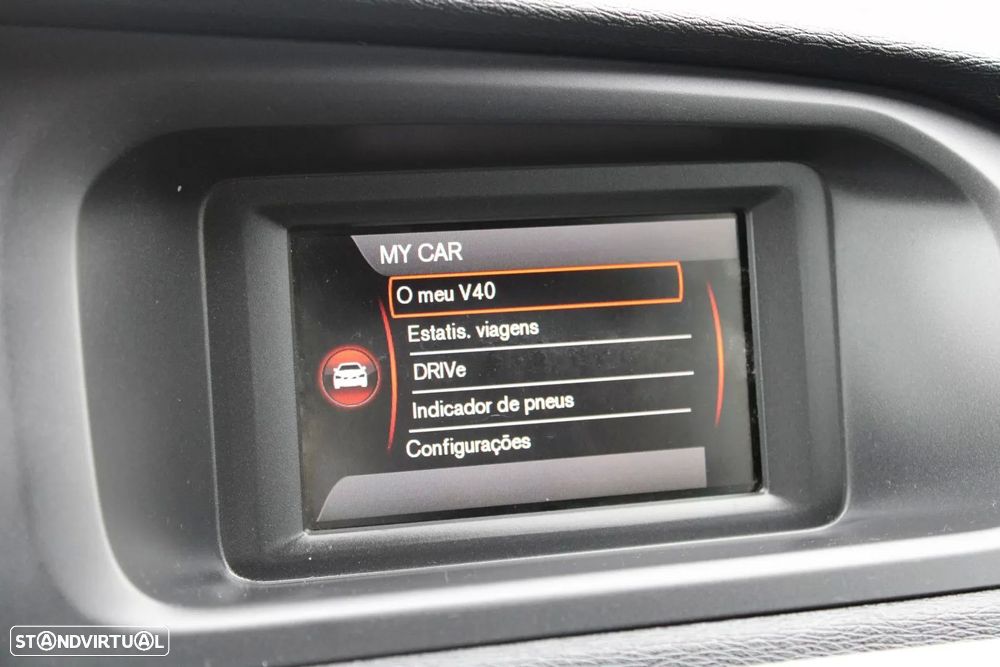 MY CAR
O meu V40
Estatis. viagens
DRIVe
Indicador de pneus
Configurações
STANDVIRTUAL